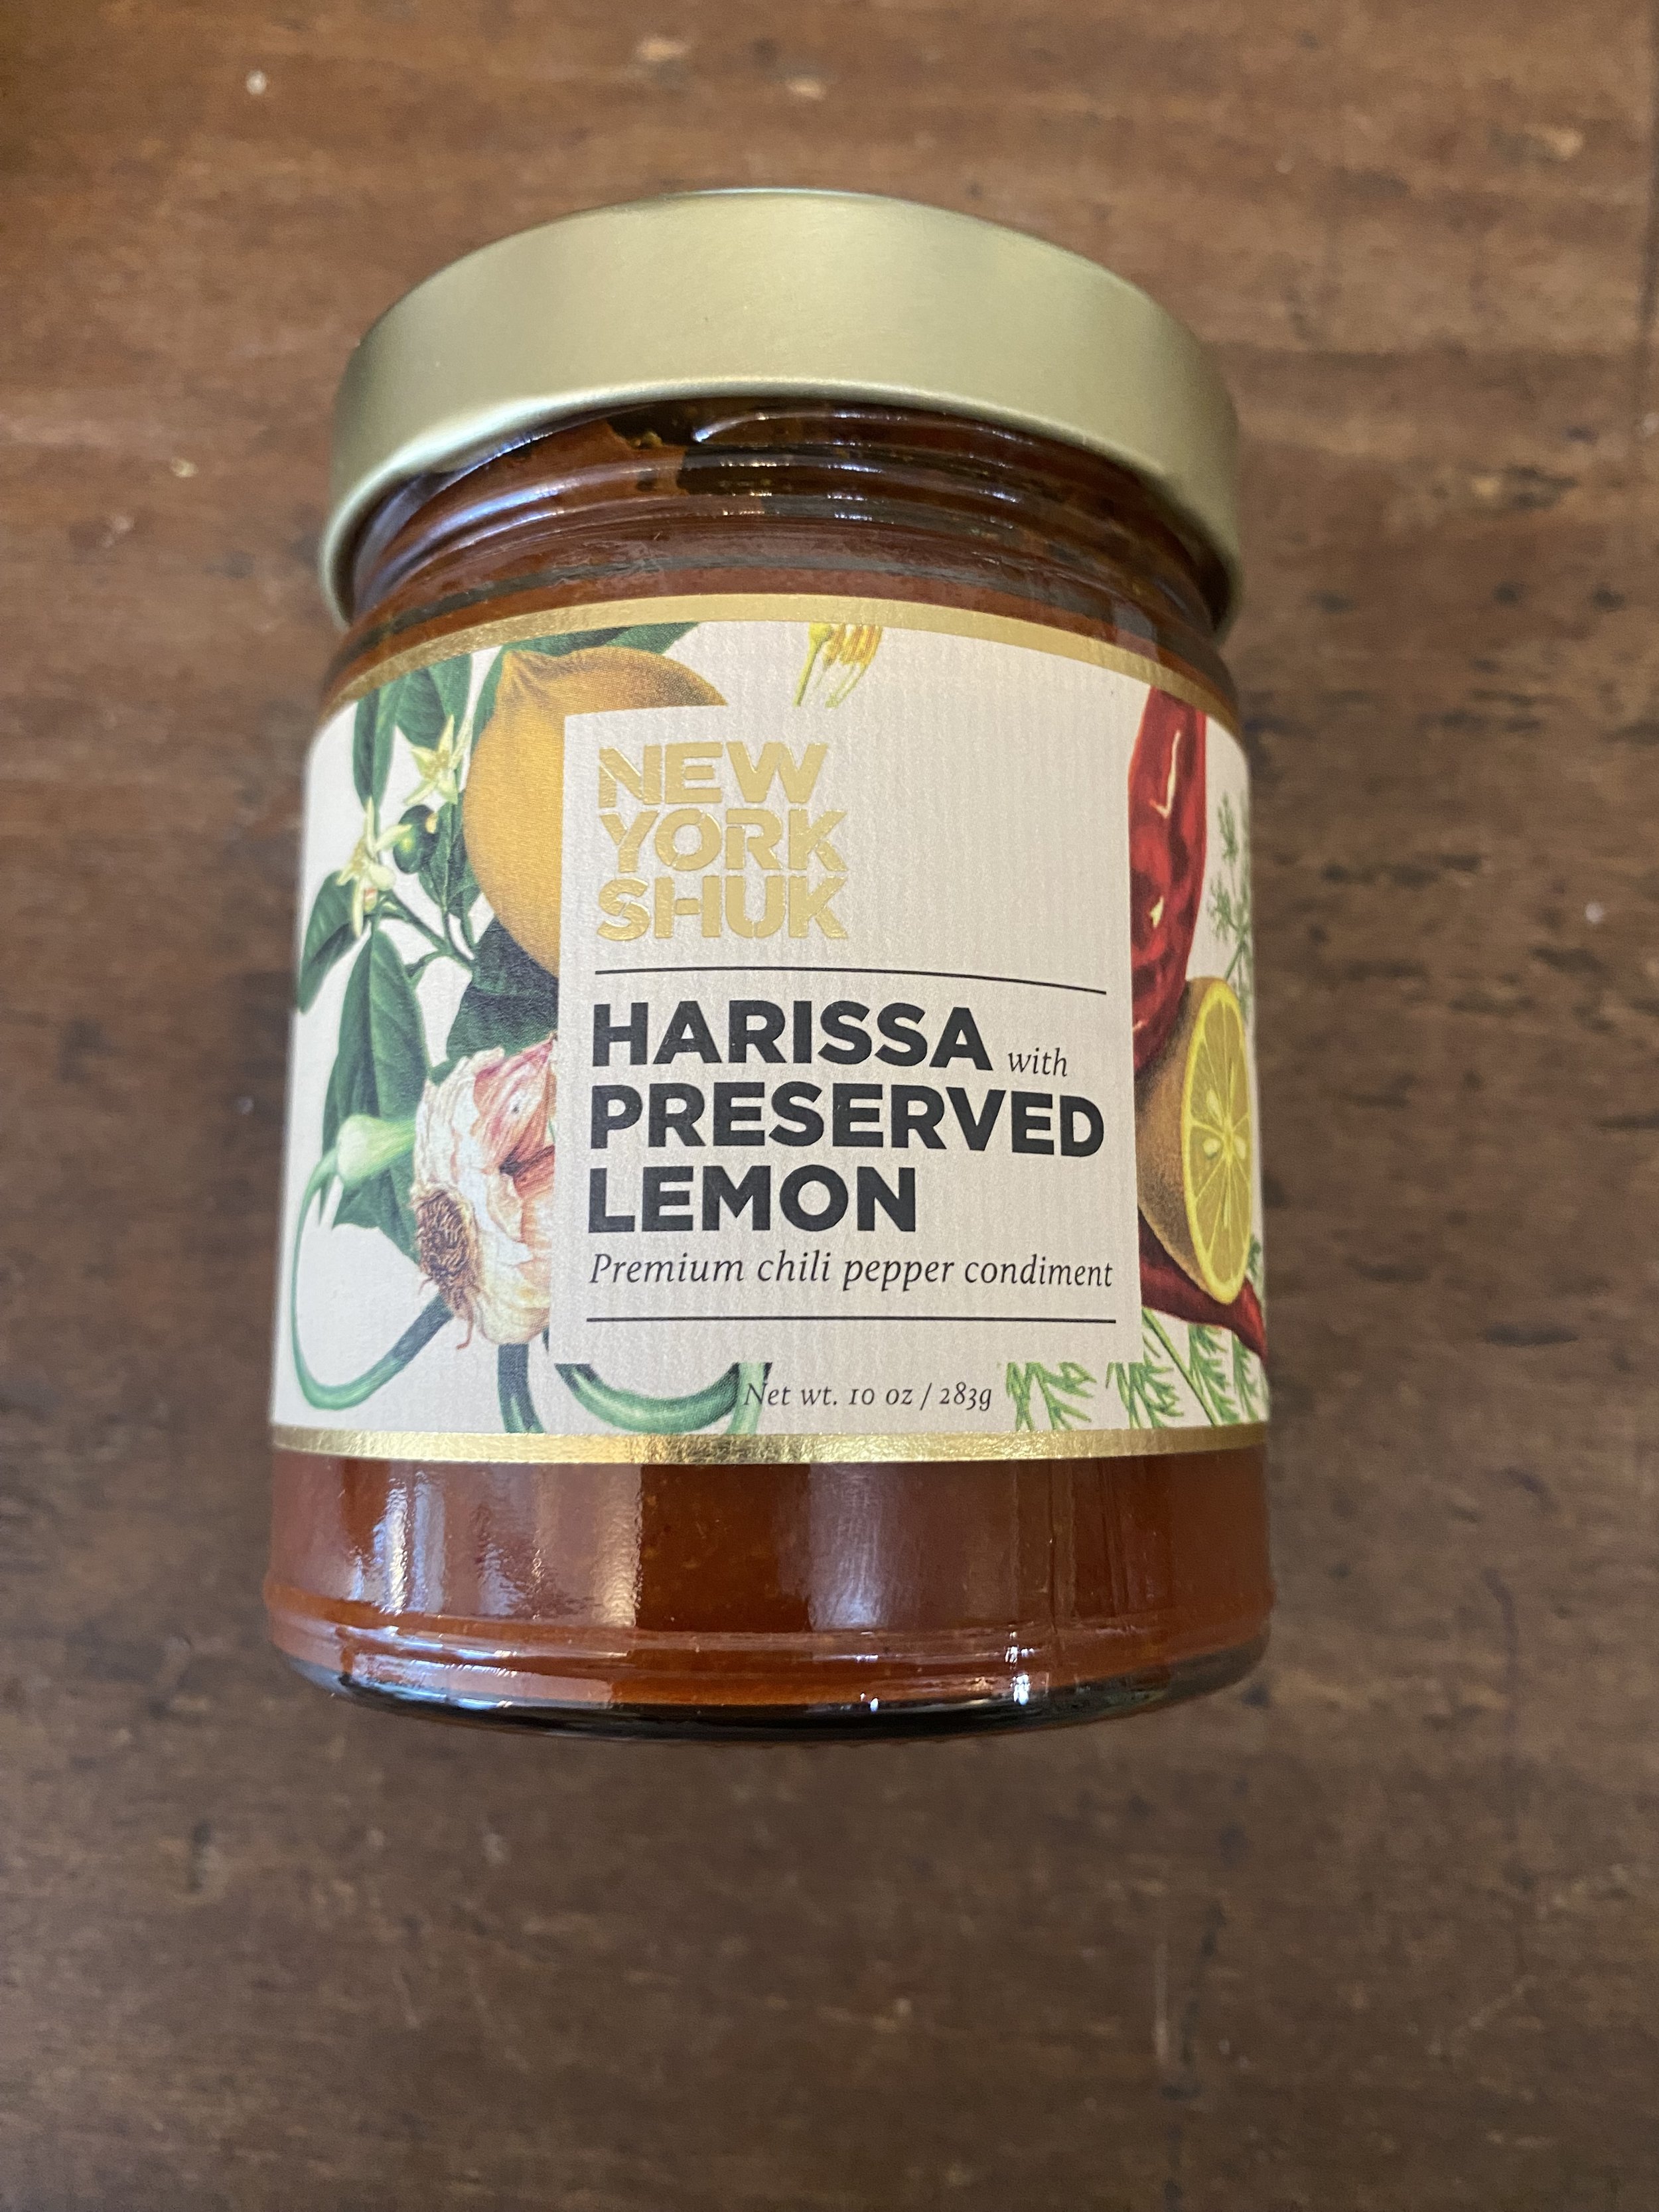 NEW
YORK
SHUK
HARISSA with
PRESERVED
LEMON
Premium chili pepper condiment
Net wt. 10 oz / 283g